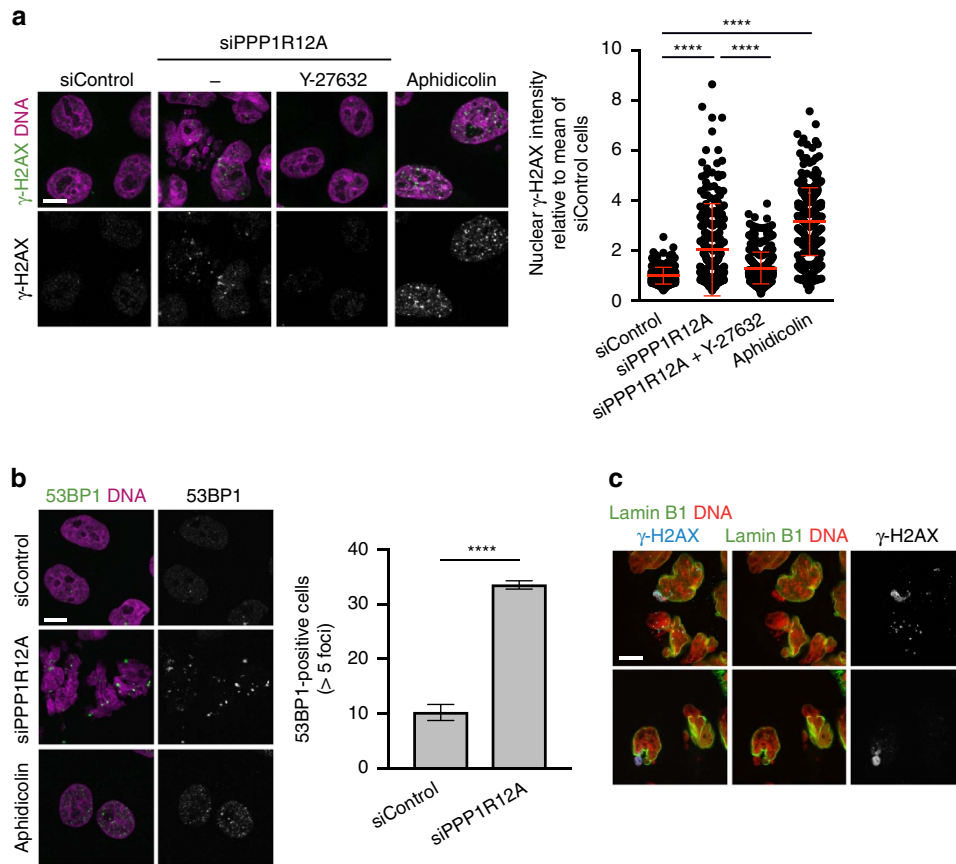 a
siPPP1R12A
siControl
–
Y-27632
Aphidicolin
γ-H2AX DNA
γ-H2AX
Nuclear γ-H2AX intensity
relative to mean of
siControl cells
****
****
****
10
8
6
4
2
0
siControl
siPPP1R12A
siPPP1R12A + Y-27632
Aphidicolin
b
53BP1 DNA
53BP1
siControl
siPPP1R12A
Aphidicolin
53BP1-positive cells
(> 5 foci)
****
40
30
20
10
0
siControl
siPPP1R12A
c
Lamin B1 DNA
γ-H2AX
Lamin B1 DNA
γ-H2AX